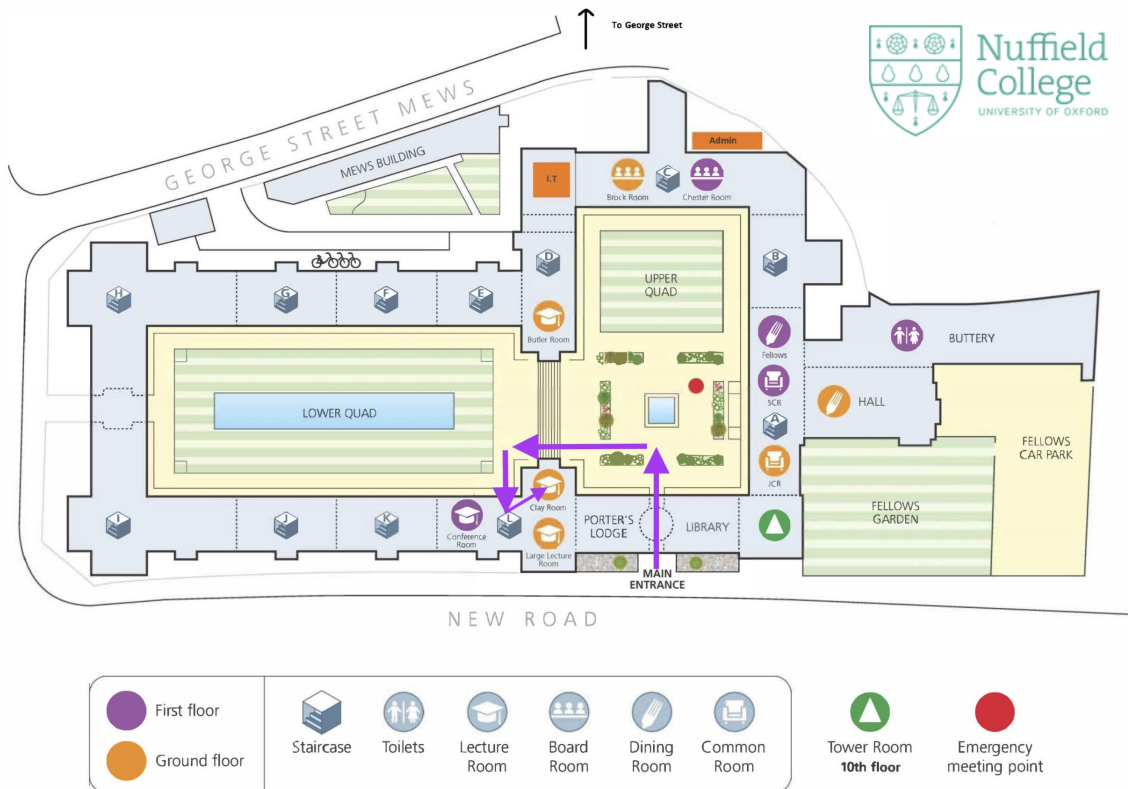 To George Street
Nuffield
College
UNIVERSITY OF OXFORD
GEORGE STREET MEWS
MEWS BUILDING
Admin
I.T
C
Brock Room
Chester Room
D
B
UPPER
QUAD
H
G
F
E
Butler Room
Fellows
BUTTERY
SCR
LOWER QUAD
HALL
A
FELLOWS
CAR PARK
JCR
Clay Room
I
J
K
L
Conference
Room
Large Lecture
Room
PORTER'S
LODGE
LIBRARY
FELLOWS
GARDEN
MAIN
ENTRANCE
NEW ROAD
First floor
Ground floor
Staircase
Toilets
Lecture
Room
Board
Room
Dining
Room
Common
Room
Tower Room
10th floor
Emergency
meeting point